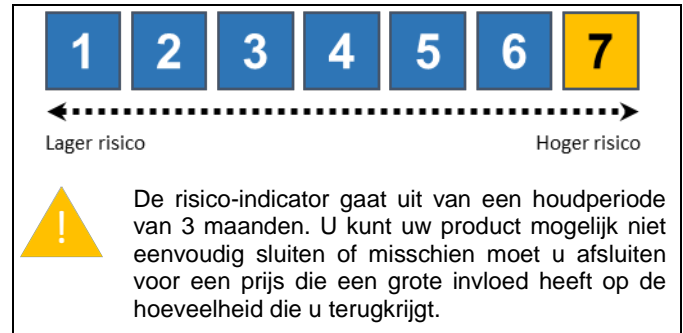 1 2 3 4 5 6 7
Lager risico Hoger risico
!
De risico-indicator gaat uit van een houdperiode
van 3 maanden. U kunt uw product mogelijk niet
eenvoudig sluiten of misschien moet u afsluiten
voor een prijs die een grote invloed heeft op de
hoeveelheid die u terugkrijgt.